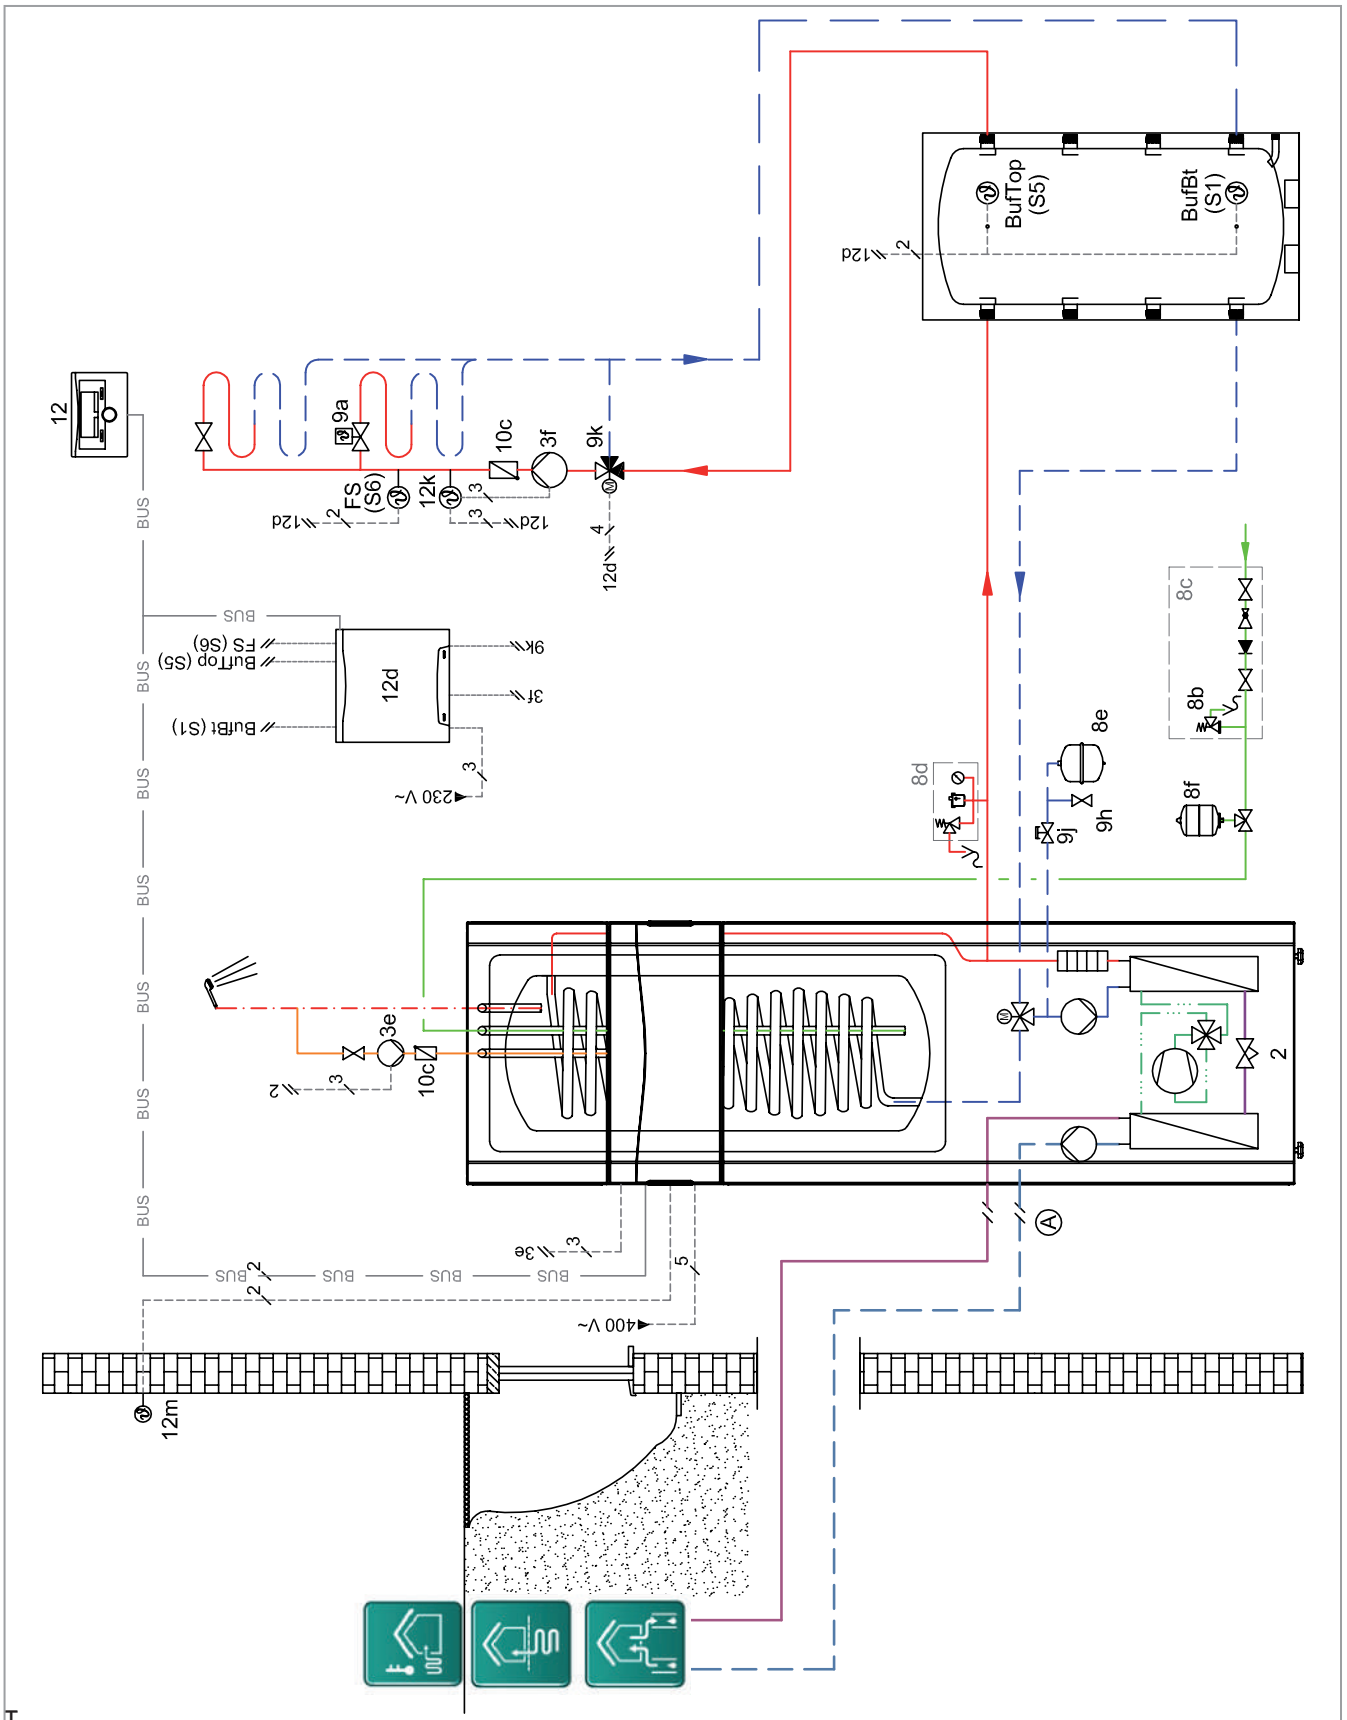 BufTop
(S5)
BufBt
(S1)
12d
2
12
BUS
9a
FS
(S6)
12k
10c
3f
9k
M
3
3
2
12d
12d
4
12d
BUS
BUS
FS (S6)
BufTop (S5)
BufBt (S1)
12d
9k
3f
3
230 V~
BUS
BUS
BUS
BUS
BUS
8c
8b
8f
8d
8e
9h
9j
3e
10c
3
2
M
2
A
3e
3
BUS
2
BUS
BUS
BUS
2
5
400 V~
12m
T